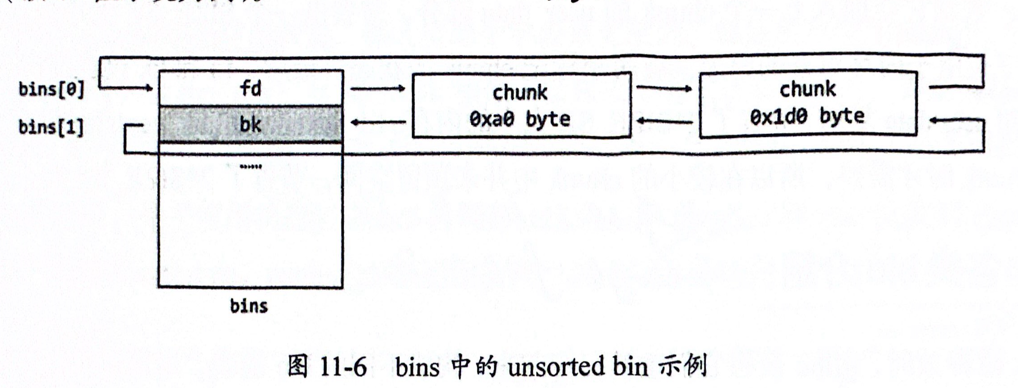 bins[0]
fd
chunk
0xa0 byte
chunk
0x1d0 byte
bins[1]
bk
......
bins
图 11-6 bins 中的 unsorted bin 示例